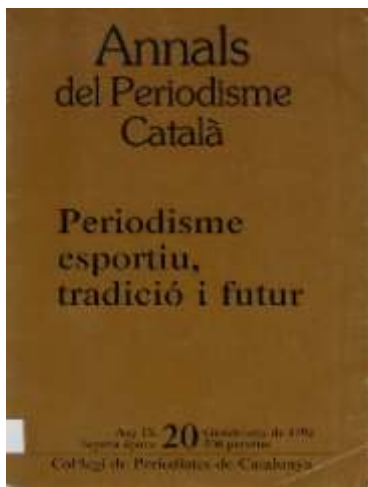 Annals
del Periodisme
Català
Periodisme
esportiu,
tradició i futur
20
Col·legi de Periodistes de Catalunya